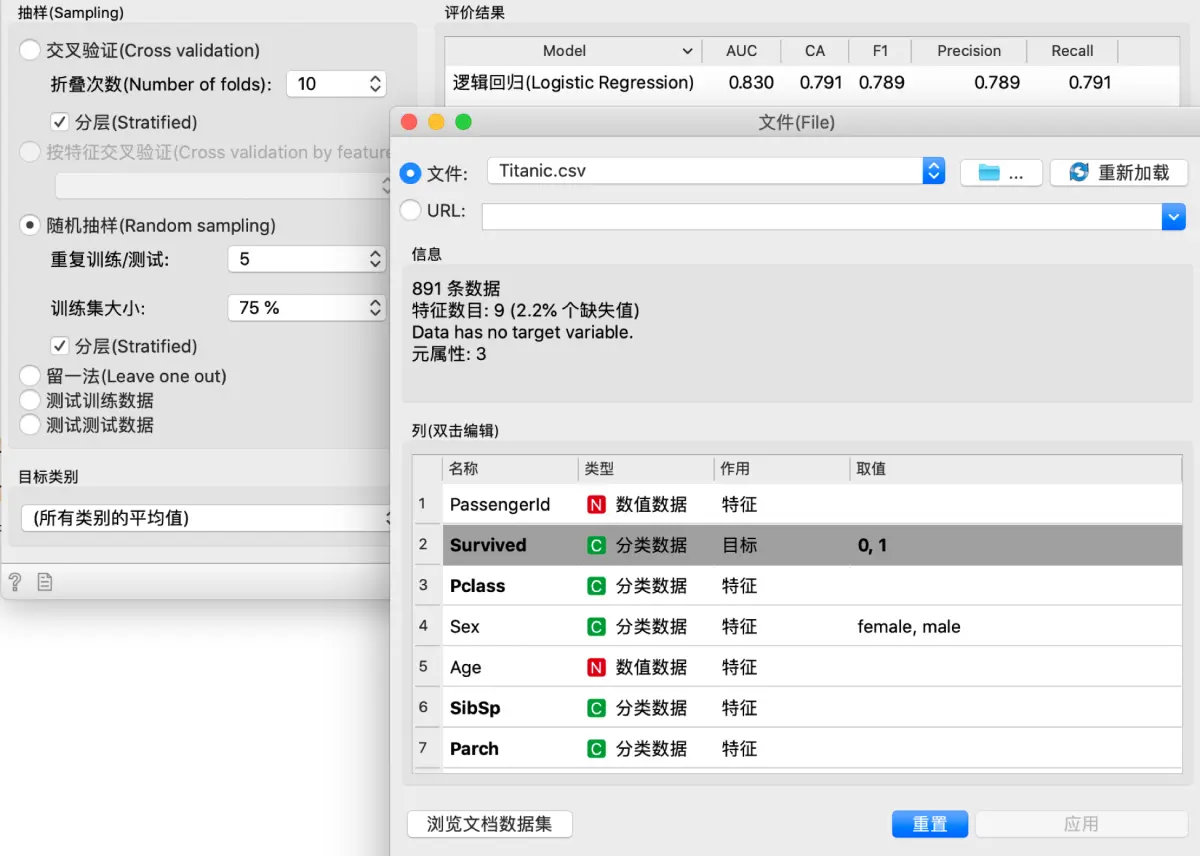 抽样(Sampling)
交叉验证(Cross validation)
折叠次数(Number of folds): 10
分层(Stratified)
按特征交叉验证(Cross validation by feature
随机抽样(Random sampling)
重复训练/测试: 5
训练集大小: 75 %
分层(Stratified)
留一法(Leave one out)
测试训练数据
测试测试数据
目标类别
(所有类别的平均值)
?
评价结果
Model AUC CA F1 Precision Recall
逻辑回归(Logistic Regression) 0.830 0.791 0.789 0.789 0.791
文件(File)
文件: Titanic.csv ... 重新加载
URL:
信息
891 条数据
特征数目: 9 (2.2% 个缺失值)
Data has no target variable.
元属性: 3
列(双击编辑)
名称 类型 作用 取值
1 PassengerId N 数值数据 特征
2 Survived C 分类数据 目标 0, 1
3 Pclass C 分类数据 特征
4 Sex C 分类数据 特征 female, male
5 Age N 数值数据 特征
6 SibSp C 分类数据 特征
7 Parch C 分类数据 特征
浏览文档数据集 重置 应用